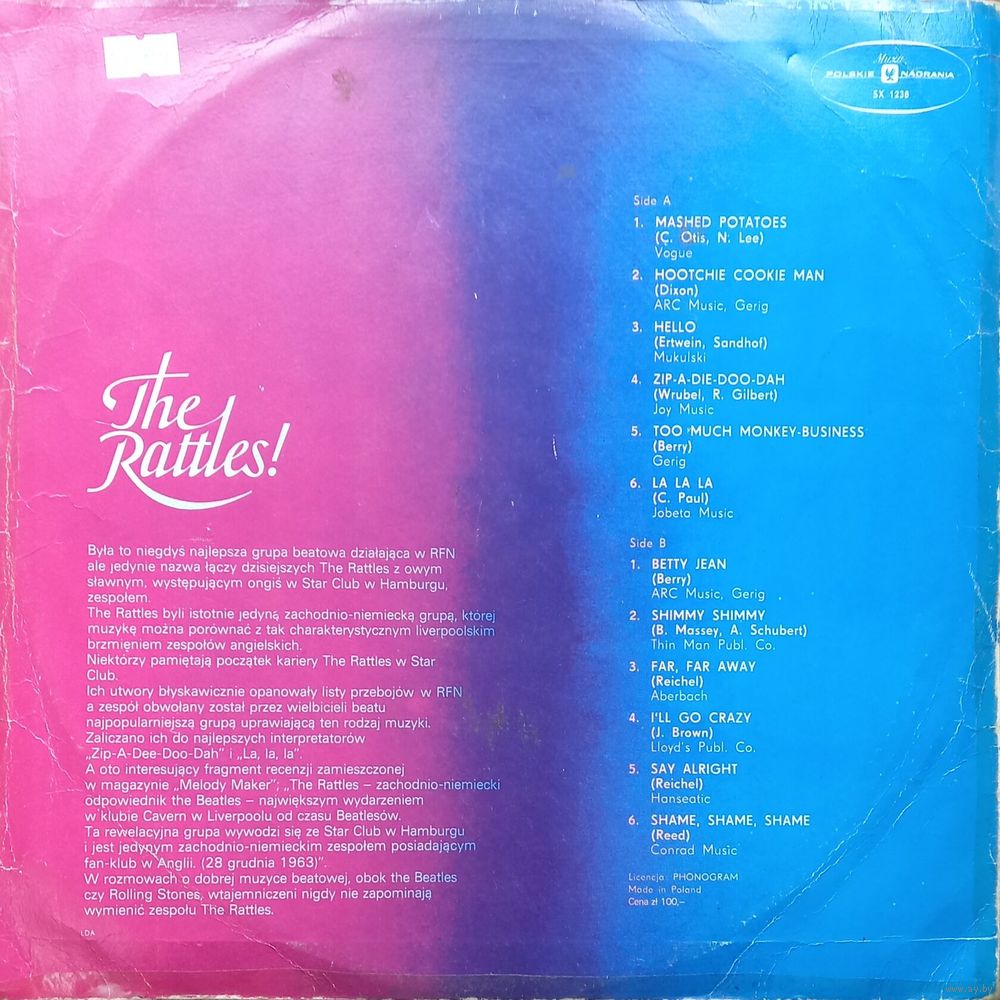 Muza
POLSKIE NAGRANIA
SX 1238
The
Rattles!
Była to niegdyś najlepsza grupa beatowa działająca w RFN
ale jedynie nazwa łączy dzisiejszych The Rattles z owym
sławnym, występującym ongiś w Star Club w Hamburgu,
zespołem.
The Rattles byli istotnie jedyną zachodnio-niemiecką grupą, której
muzykę można porównać z tak charakterystycznym liverpoolskim
brzmieniem zespołów angielskich.
Niektórzy pamiętają początek kariery The Rattles w Star
Club.
Ich utwory błyskawicznie opanowały listy przebojów w RFN
a zespół obwołany został przez wielbicieli beatu
najpopularniejszą grupą uprawiającą ten rodzaj muzyki.
Zaliczano ich do najlepszych interpretatorów
„Zip-A-Dee-Doo-Dah" i „La, la, la".
A oto interesujący fragment recenzji zamieszczonej
w magazynie „Melody Maker"; „The Rattles – zachodnio-niemiecki
odpowiednik the Beatles – największym wydarzeniem
w klubie Cavern w Liverpoolu od czasu Beatlesów.
Ta rewelacyjna grupa wywodzi się ze Star Club w Hamburgu
i jest jedynym zachodnio-niemieckim zespołem posiadającym
fan-klub w Anglii. (28 grudnia 1963)".
W rozmowach o dobrej muzyce beatowej, obok the Beatles
czy Rolling Stones, wtajemniczeni nigdy nie zapominają
wymienić zespołu The Rattles.
LDA
Side A
1. MASHED POTATOES
(C. Otis, N. Lee)
Vogue
2. HOOTCHIE COOKIE MAN
(Dixon)
ARC Music, Gerig
3. HELLO
(Ertwein, Sandhof)
Mukulski
4. ZIP-A-DIE-DOO-DAH
(Wrubel, R. Gilbert)
Joy Music
5. TOO MUCH MONKEY-BUSINESS
(Berry)
Gerig
6. LA LA LA
(C. Paul)
Jobeta Music
Side B
1. BETTY JEAN
(Berry)
ARC Music, Gerig
2. SHIMMY SHIMMY
(B. Massey, A. Schubert)
Thin Man Publ. Co.
3. FAR, FAR AWAY
(Reichel)
Aberbach
4. I'LL GO CRAZY
(J. Brown)
Lloyd's Publ. Co.
5. SAY ALRIGHT
(Reichel)
Hanseatic
6. SHAME, SHAME, SHAME
(Reed)
Conrad Music
Licencja: PHONOGRAM
Made in Poland
Cena zł 100,–
www.ay.by